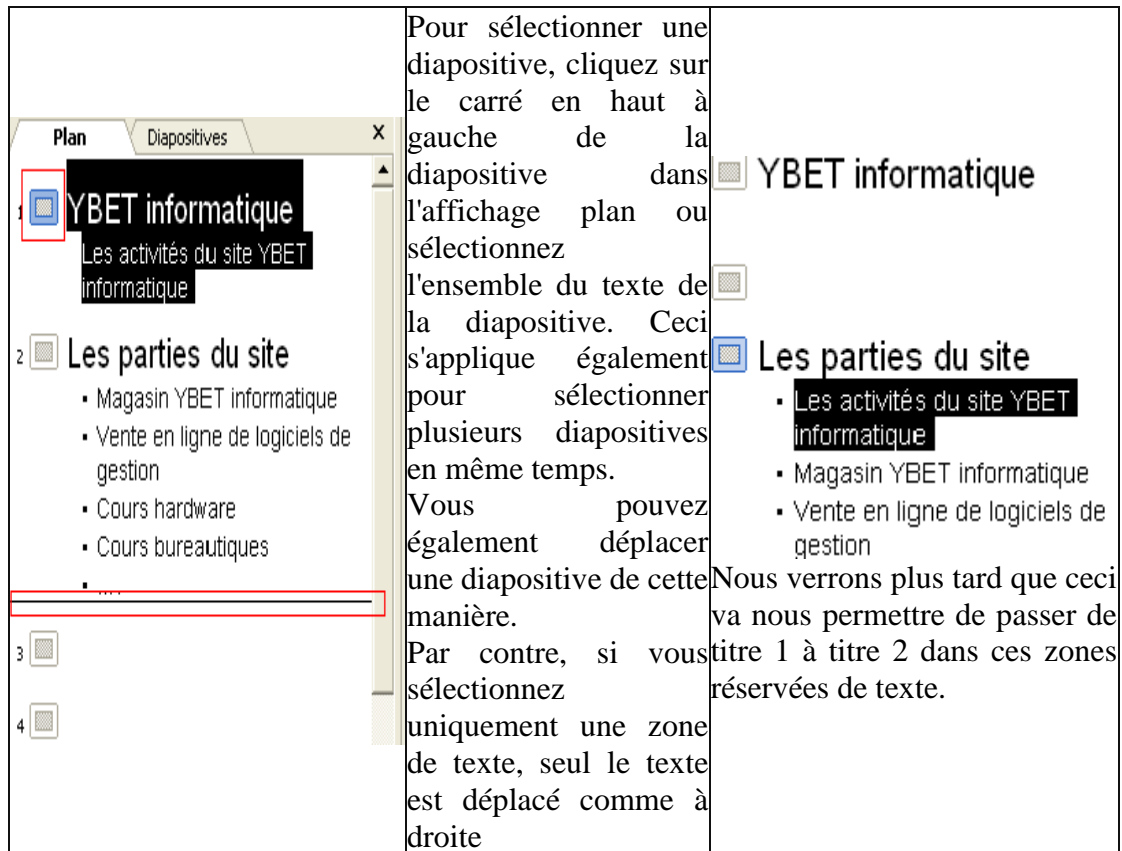 Plan Diapositives X
1 YBET informatique
Les activités du site YBET
informatique
2 Les parties du site
▪ Magasin YBET informatique
▪ Vente en ligne de logiciels de
gestion
▪ Cours hardware
▪ Cours bureautiques
▪ ....
3
4
Pour sélectionner une
diapositive, cliquez sur
le carré en haut à
gauche de la
diapositive dans
l'affichage plan ou
sélectionnez
l'ensemble du texte de
la diapositive. Ceci
s'applique également
pour sélectionner
plusieurs diapositives
en même temps.
Vous pouvez
également déplacer
une diapositive de cette
manière.
Par contre, si vous
sélectionnez
uniquement une zone
de texte, seul le texte
est déplacé comme à
droite
YBET informatique
Les parties du site
▪ Les activités du site YBET
informatique
▪ Magasin YBET informatique
▪ Vente en ligne de logiciels de
gestion
Nous verrons plus tard que ceci
va nous permettre de passer de
titre 1 à titre 2 dans ces zones
réservées de texte.